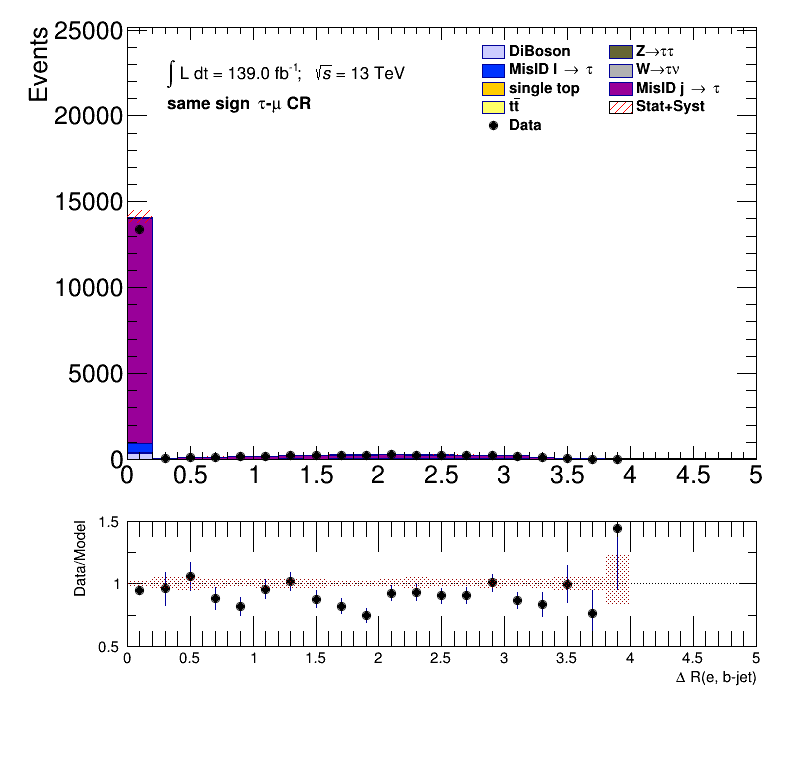 Events
25000
20000
15000
10000
5000
0
∫ L dt = 139.0 fb⁻¹; √s = 13 TeV
same sign τ-μ CR
DiBoson
MisID l → τ
single top
tt̄
Data
Z→ττ
W→τν
MisID j → τ
Stat+Syst
0 0.5 1 1.5 2 2.5 3 3.5 4 4.5 5
Data/Model
1.5
1
0.5
0 0.5 1 1.5 2 2.5 3 3.5 4 4.5 5
Δ R(e, b-jet)